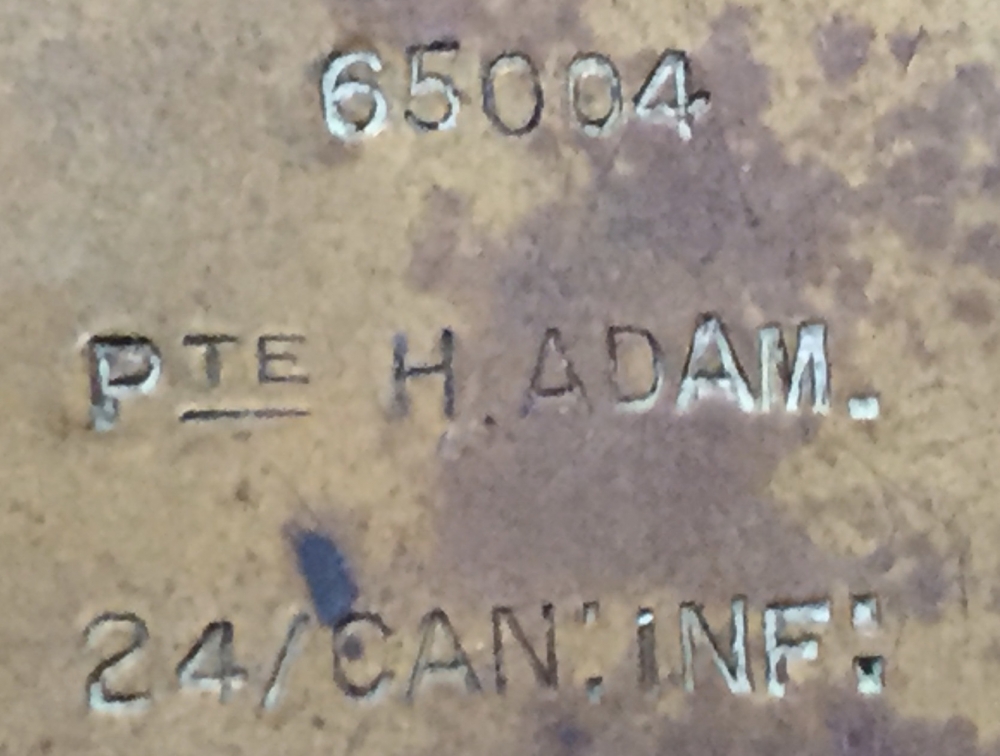 65004
PTE H. ADAM.
24/CAN: INF: